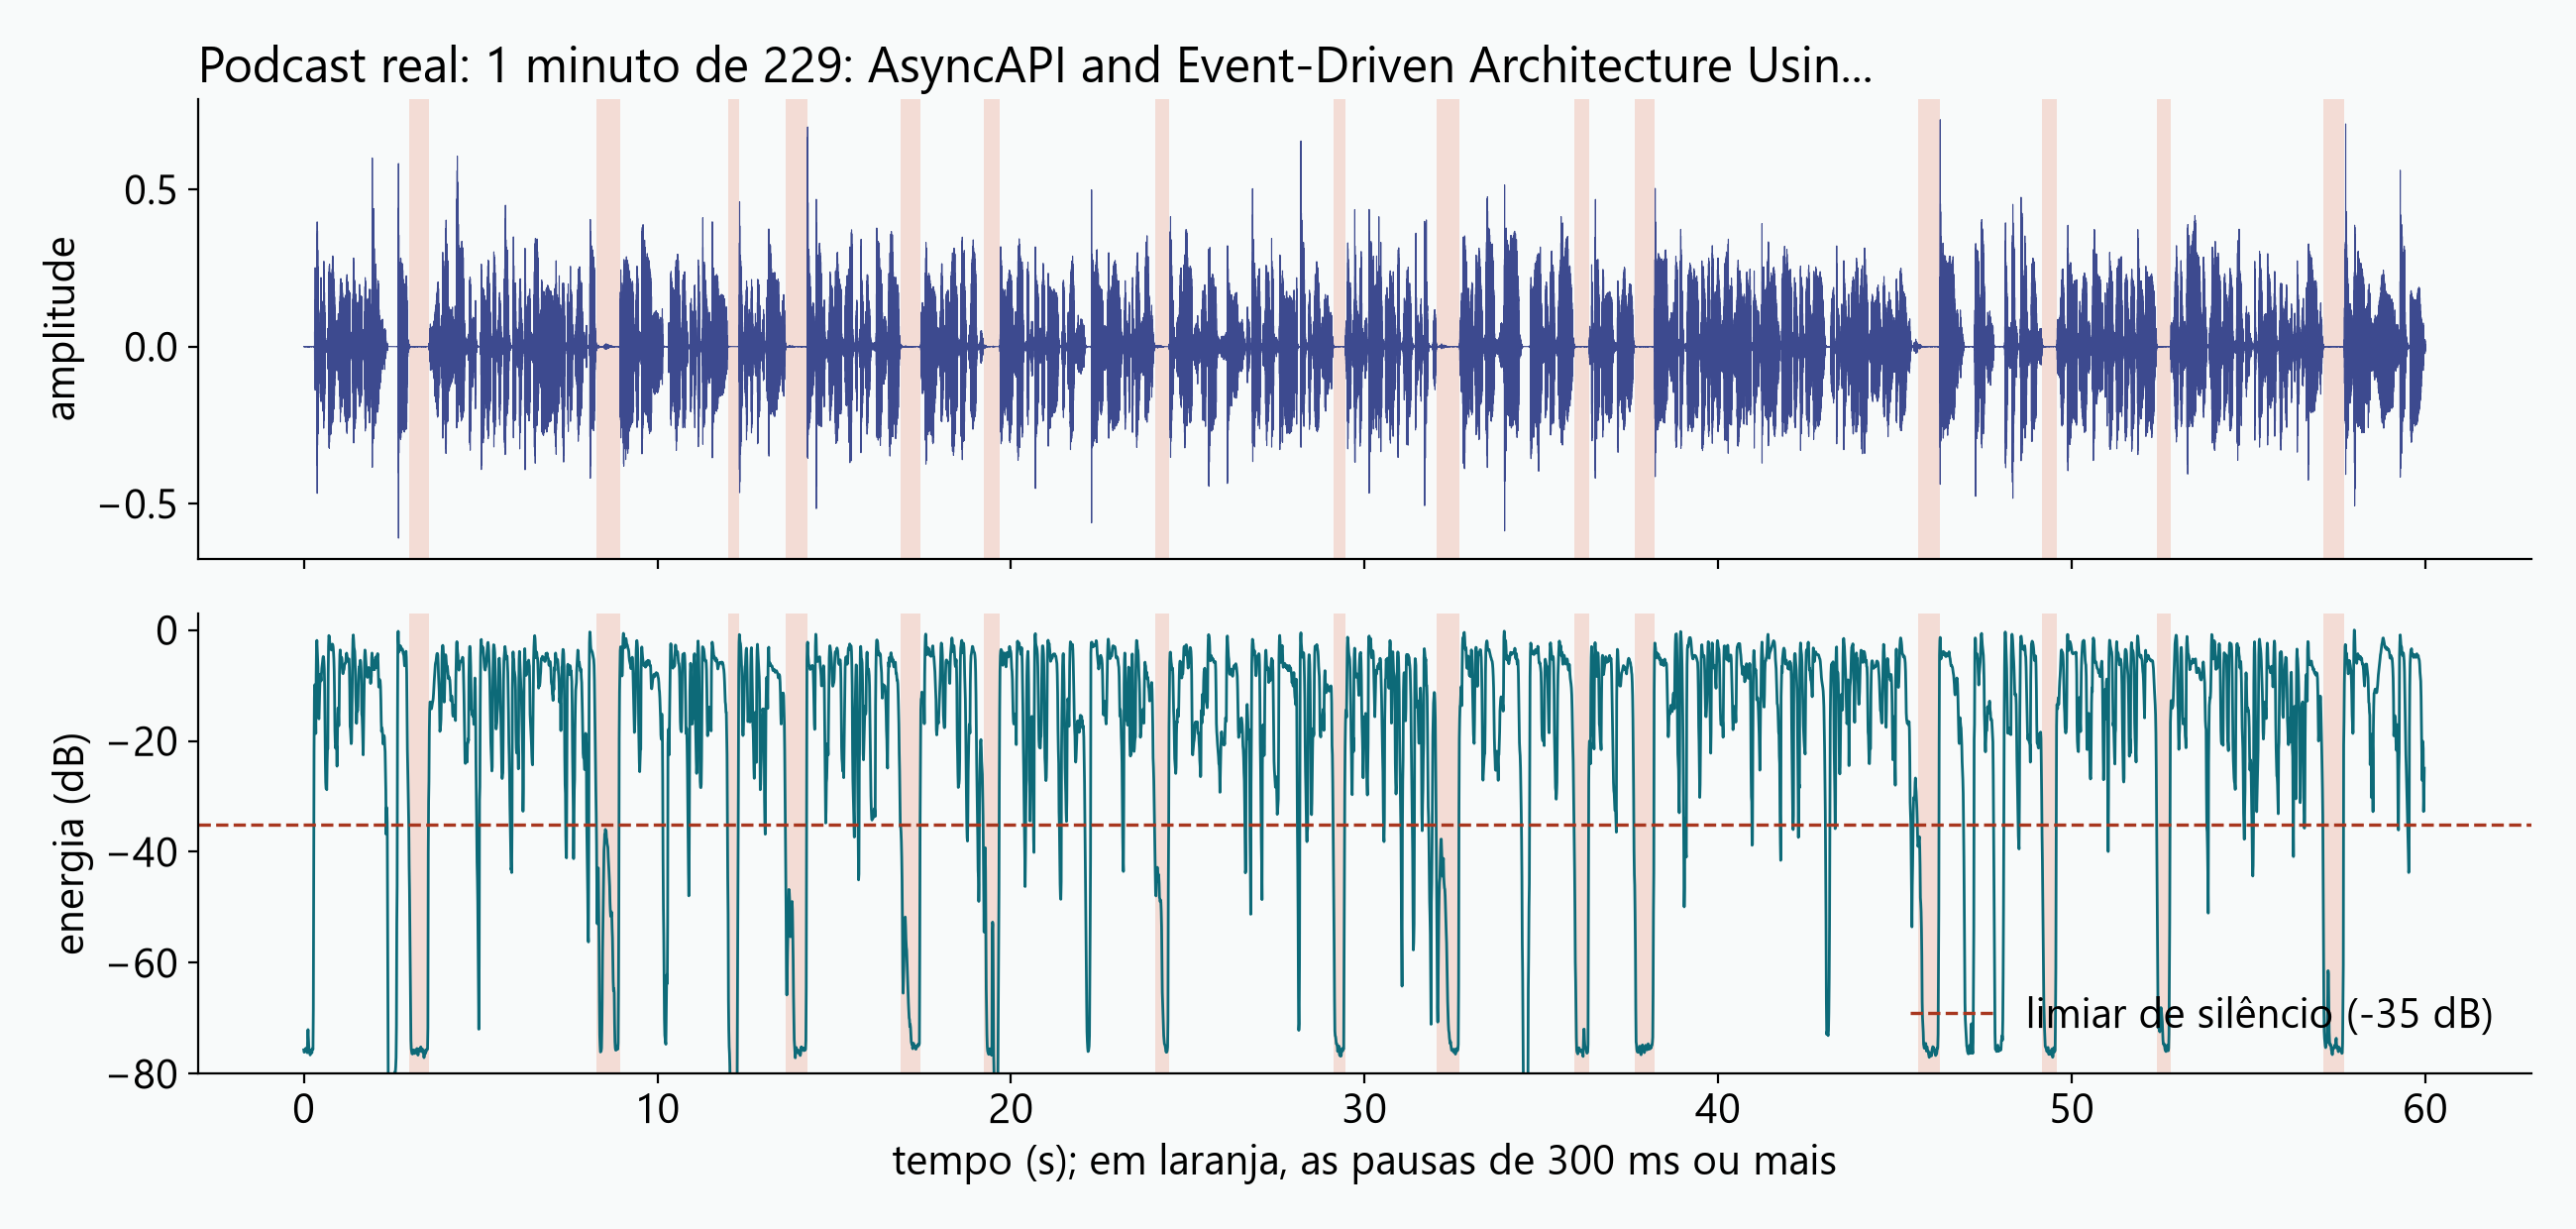 Podcast real: 1 minuto de 229: AsyncAPI and Event-Driven Architecture Usin...
amplitude
0.5
0.0
−0.5
energia (dB)
0
−20
−40
−60
−80
limiar de silêncio (-35 dB)
0 10 20 30 40 50 60
tempo (s); em laranja, as pausas de 300 ms ou mais